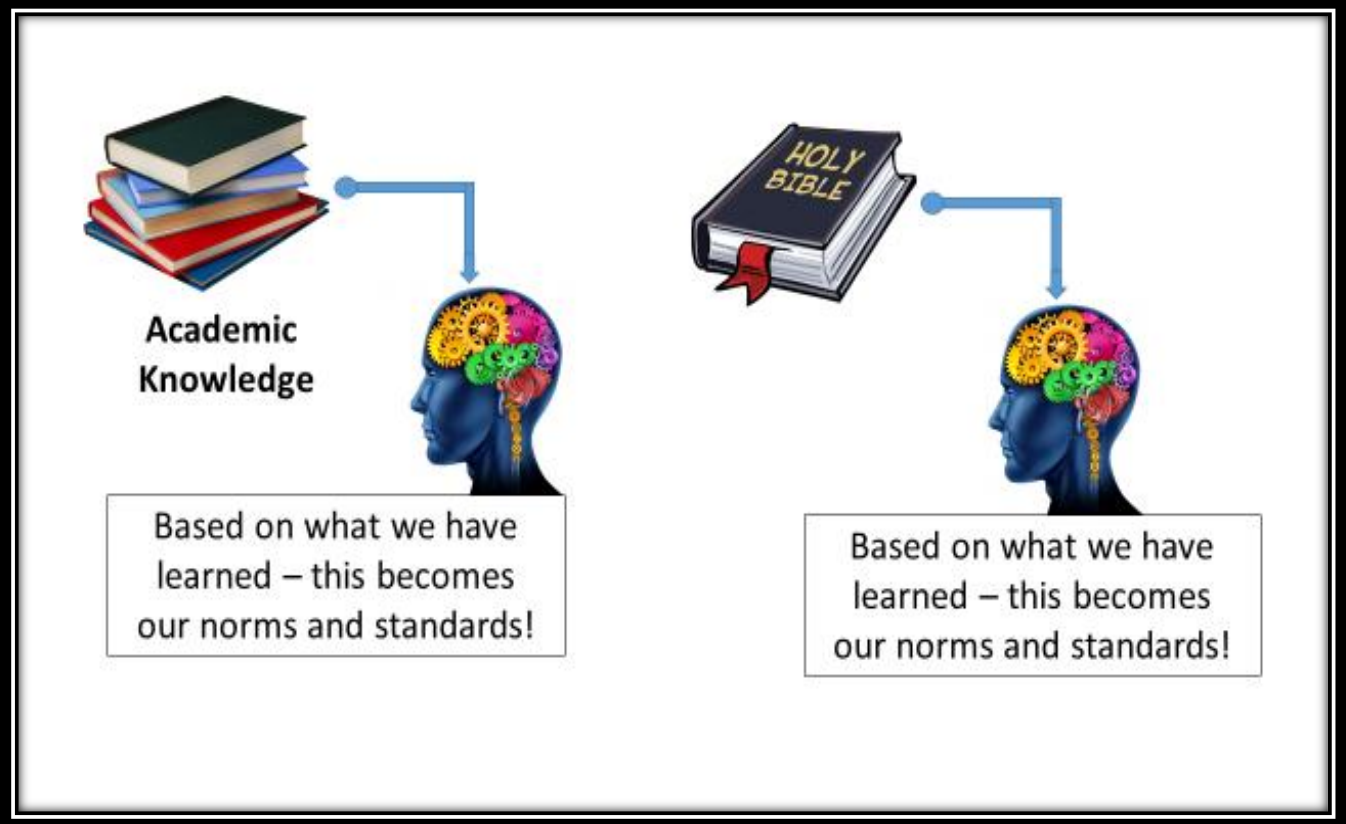 HOLY
BIBLE
Academic
Knowledge
Based on what we have
learned – this becomes
our norms and standards!
Based on what we have
learned – this becomes
our norms and standards!